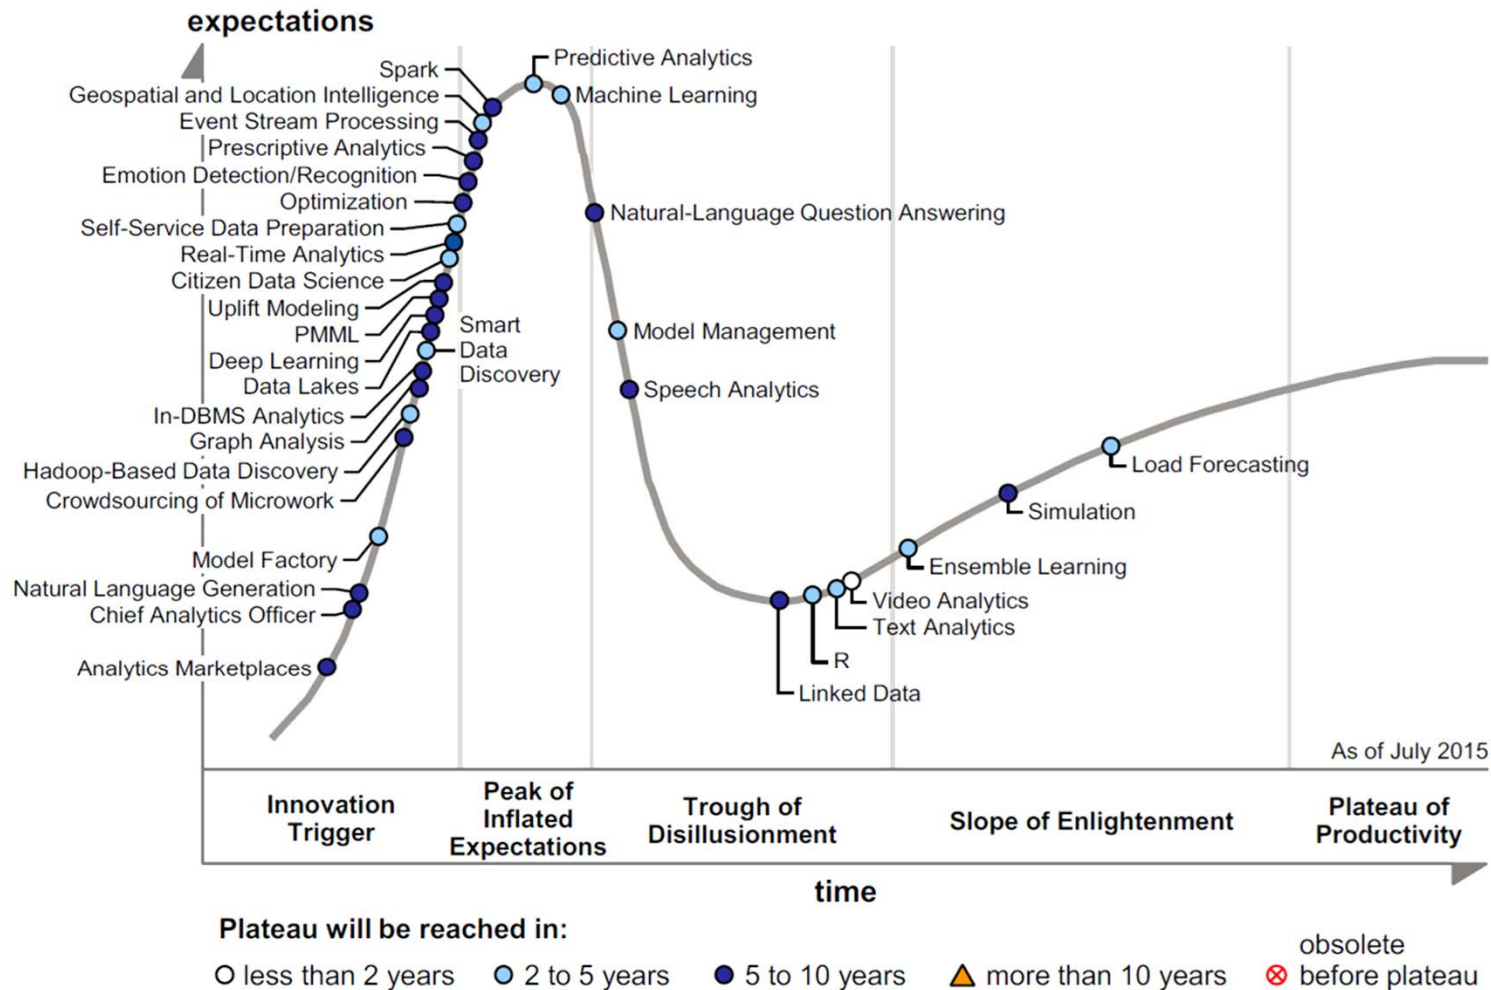 expectations
Predictive Analytics
Spark
Machine Learning
Geospatial and Location Intelligence
Event Stream Processing
Prescriptive Analytics
Emotion Detection/Recognition
Optimization
Natural-Language Question Answering
Self-Service Data Preparation
Real-Time Analytics
Citizen Data Science
Uplift Modeling
PMML
Deep Learning
Data Lakes
Smart
Data
Discovery
Model Management
Speech Analytics
In-DBMS Analytics
Graph Analysis
Hadoop-Based Data Discovery
Crowdsourcing of Microwork
Load Forecasting
Simulation
Model Factory
Ensemble Learning
Natural Language Generation
Chief Analytics Officer
Video Analytics
Text Analytics
R
Analytics Marketplaces
Linked Data
As of July 2015
Innovation
Trigger
Peak of
Inflated
Expectations
Trough of
Disillusionment
Slope of Enlightenment
Plateau of
Productivity
time
Plateau will be reached in:
less than 2 years
2 to 5 years
5 to 10 years
more than 10 years
obsolete
before plateau